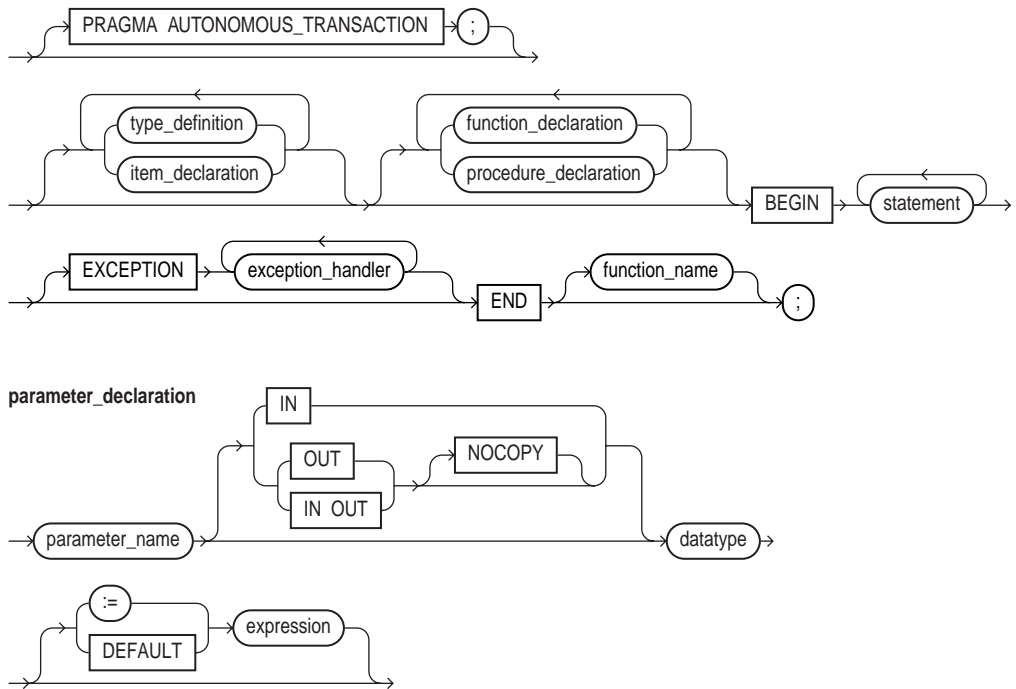 PRAGMA AUTONOMOUS_TRANSACTION ;
type_definition function_declaration
item_declaration procedure_declaration
BEGIN statement
EXCEPTION exception_handler function_name
END ;
parameter_declaration
IN
OUT NOCOPY
IN OUT
parameter_name datatype
:=
DEFAULT expression